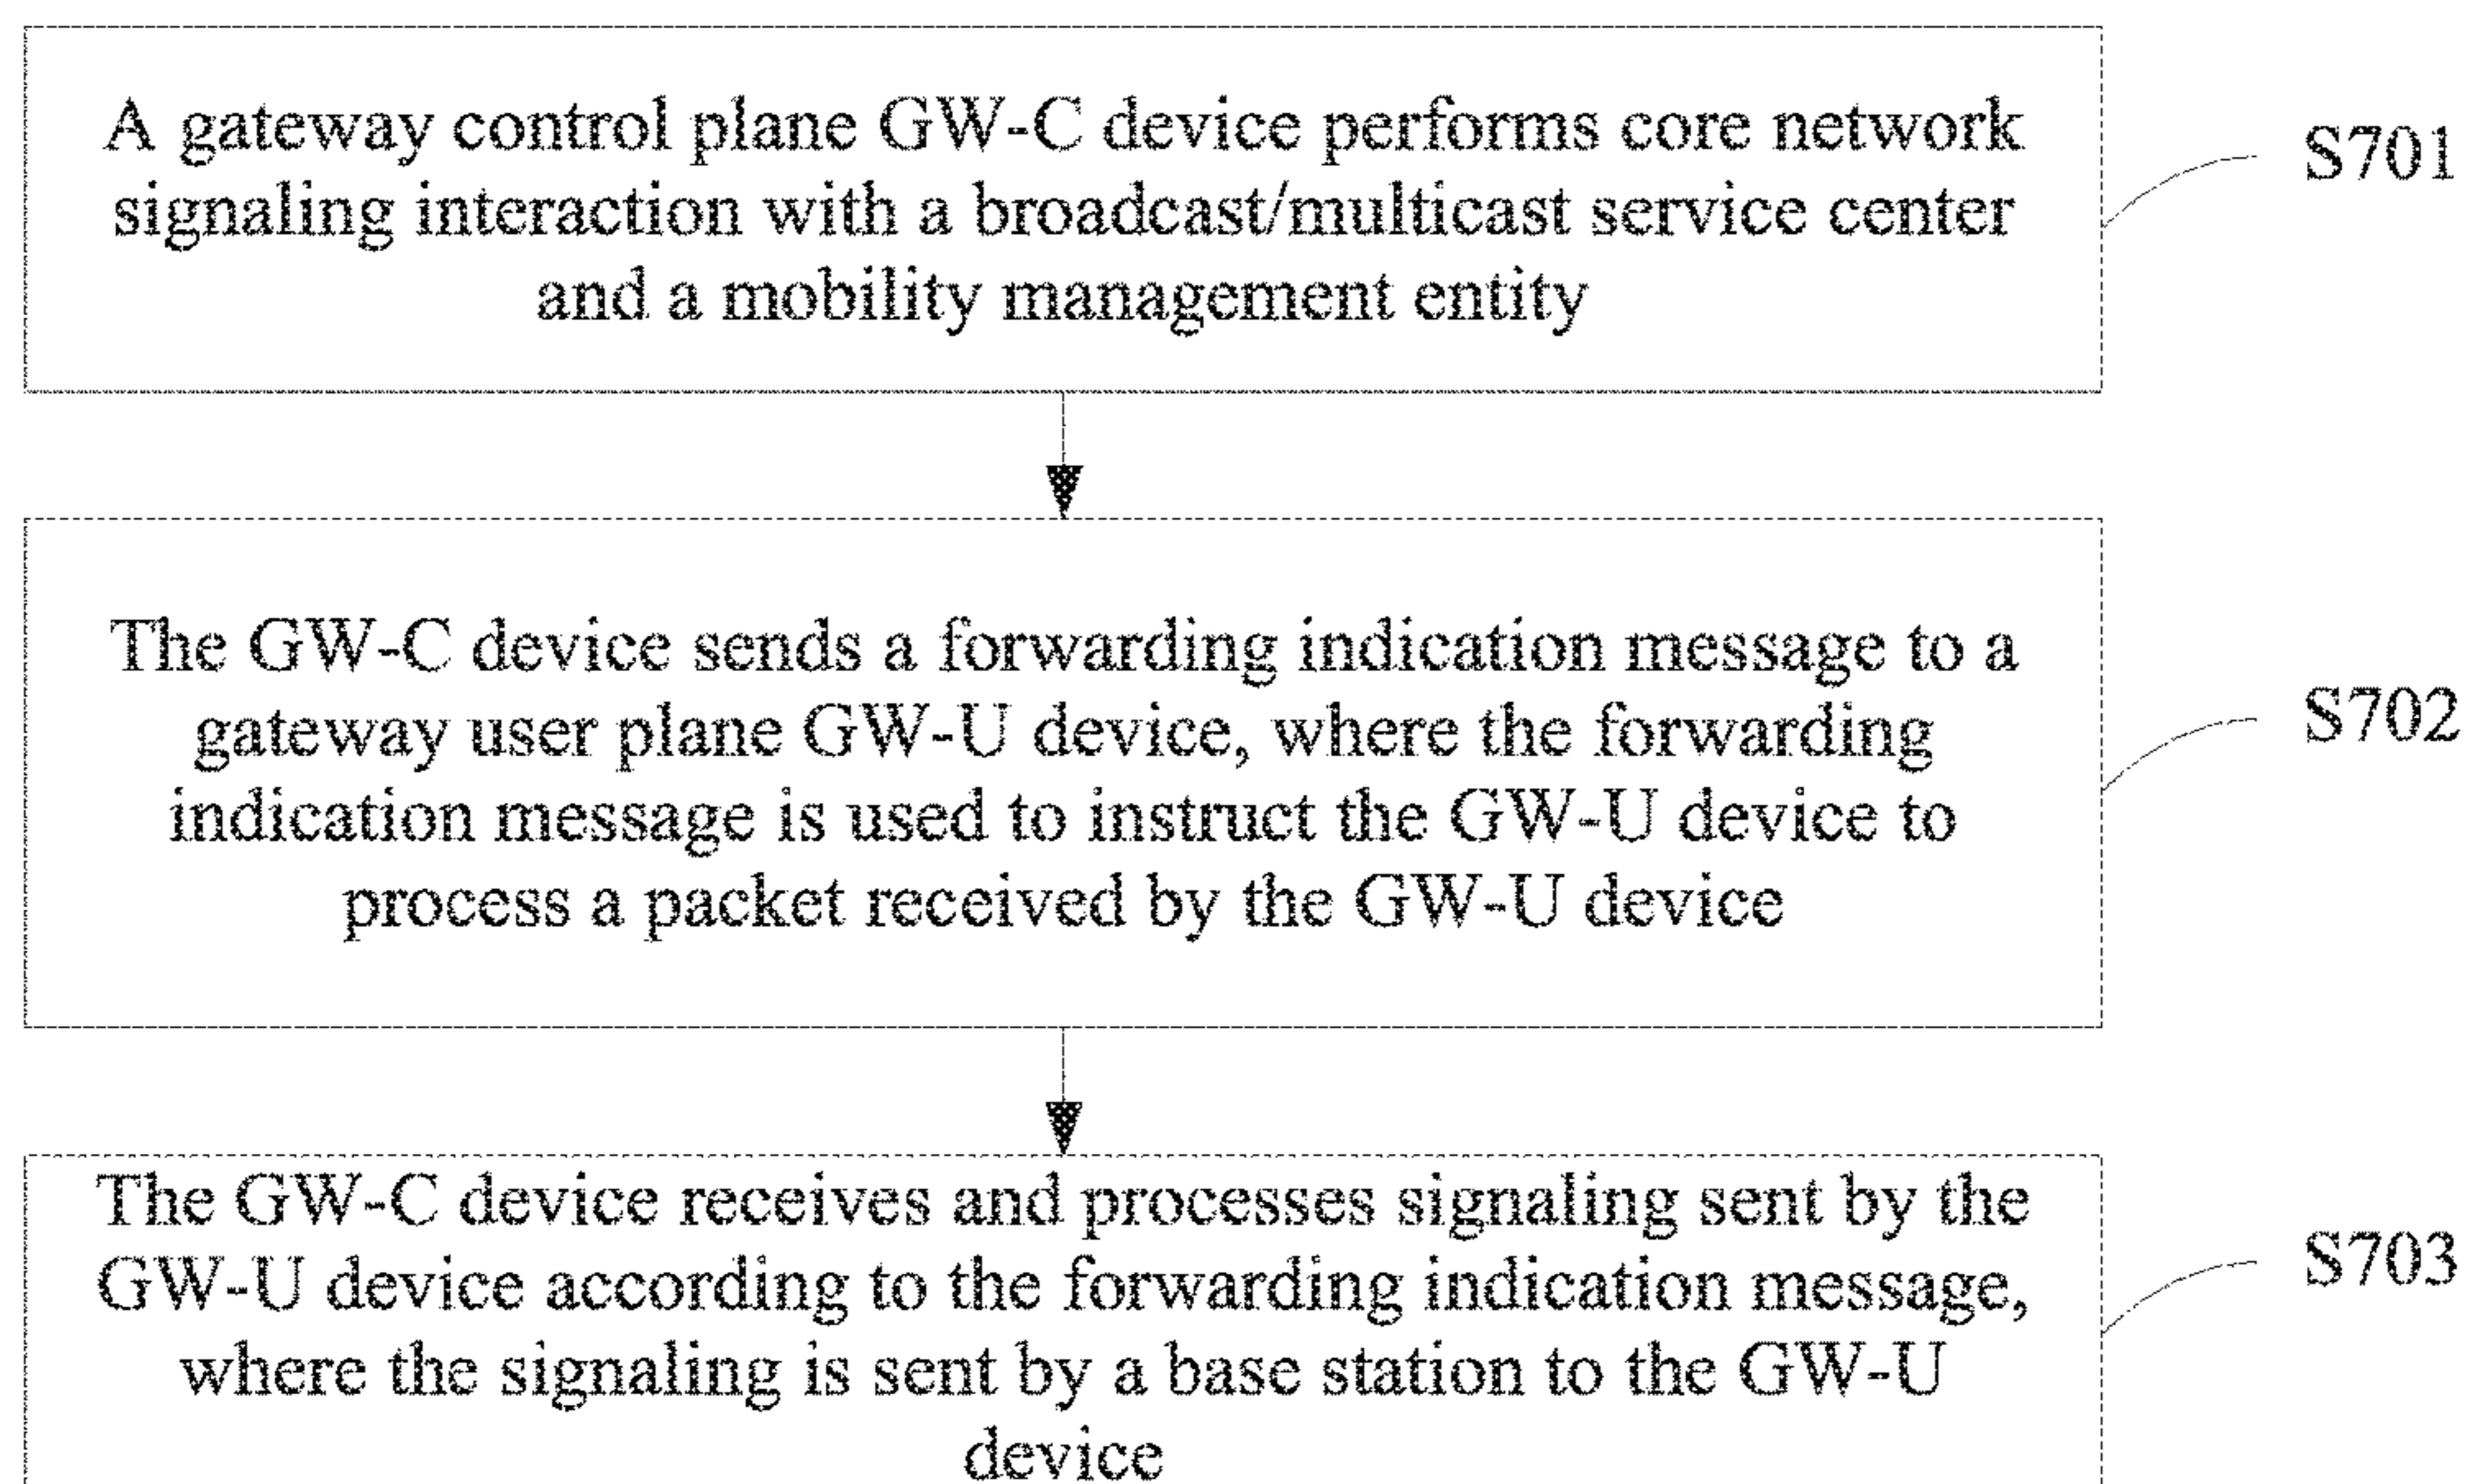 A gateway control plane GW-C device performs core network
signaling interaction with a broadcast/multicast service center
and a mobility management entity
S701
The GW-C device sends a forwarding indication message to a
gateway user plane GW-U device, where the forwarding
indication message is used to instruct the GW-U device to
process a packet received by the GW-U device
S702
The GW-C device receives and processes signaling sent by the
GW-U device according to the forwarding indication message,
where the signaling is sent by a base station to the GW-U
device
S703